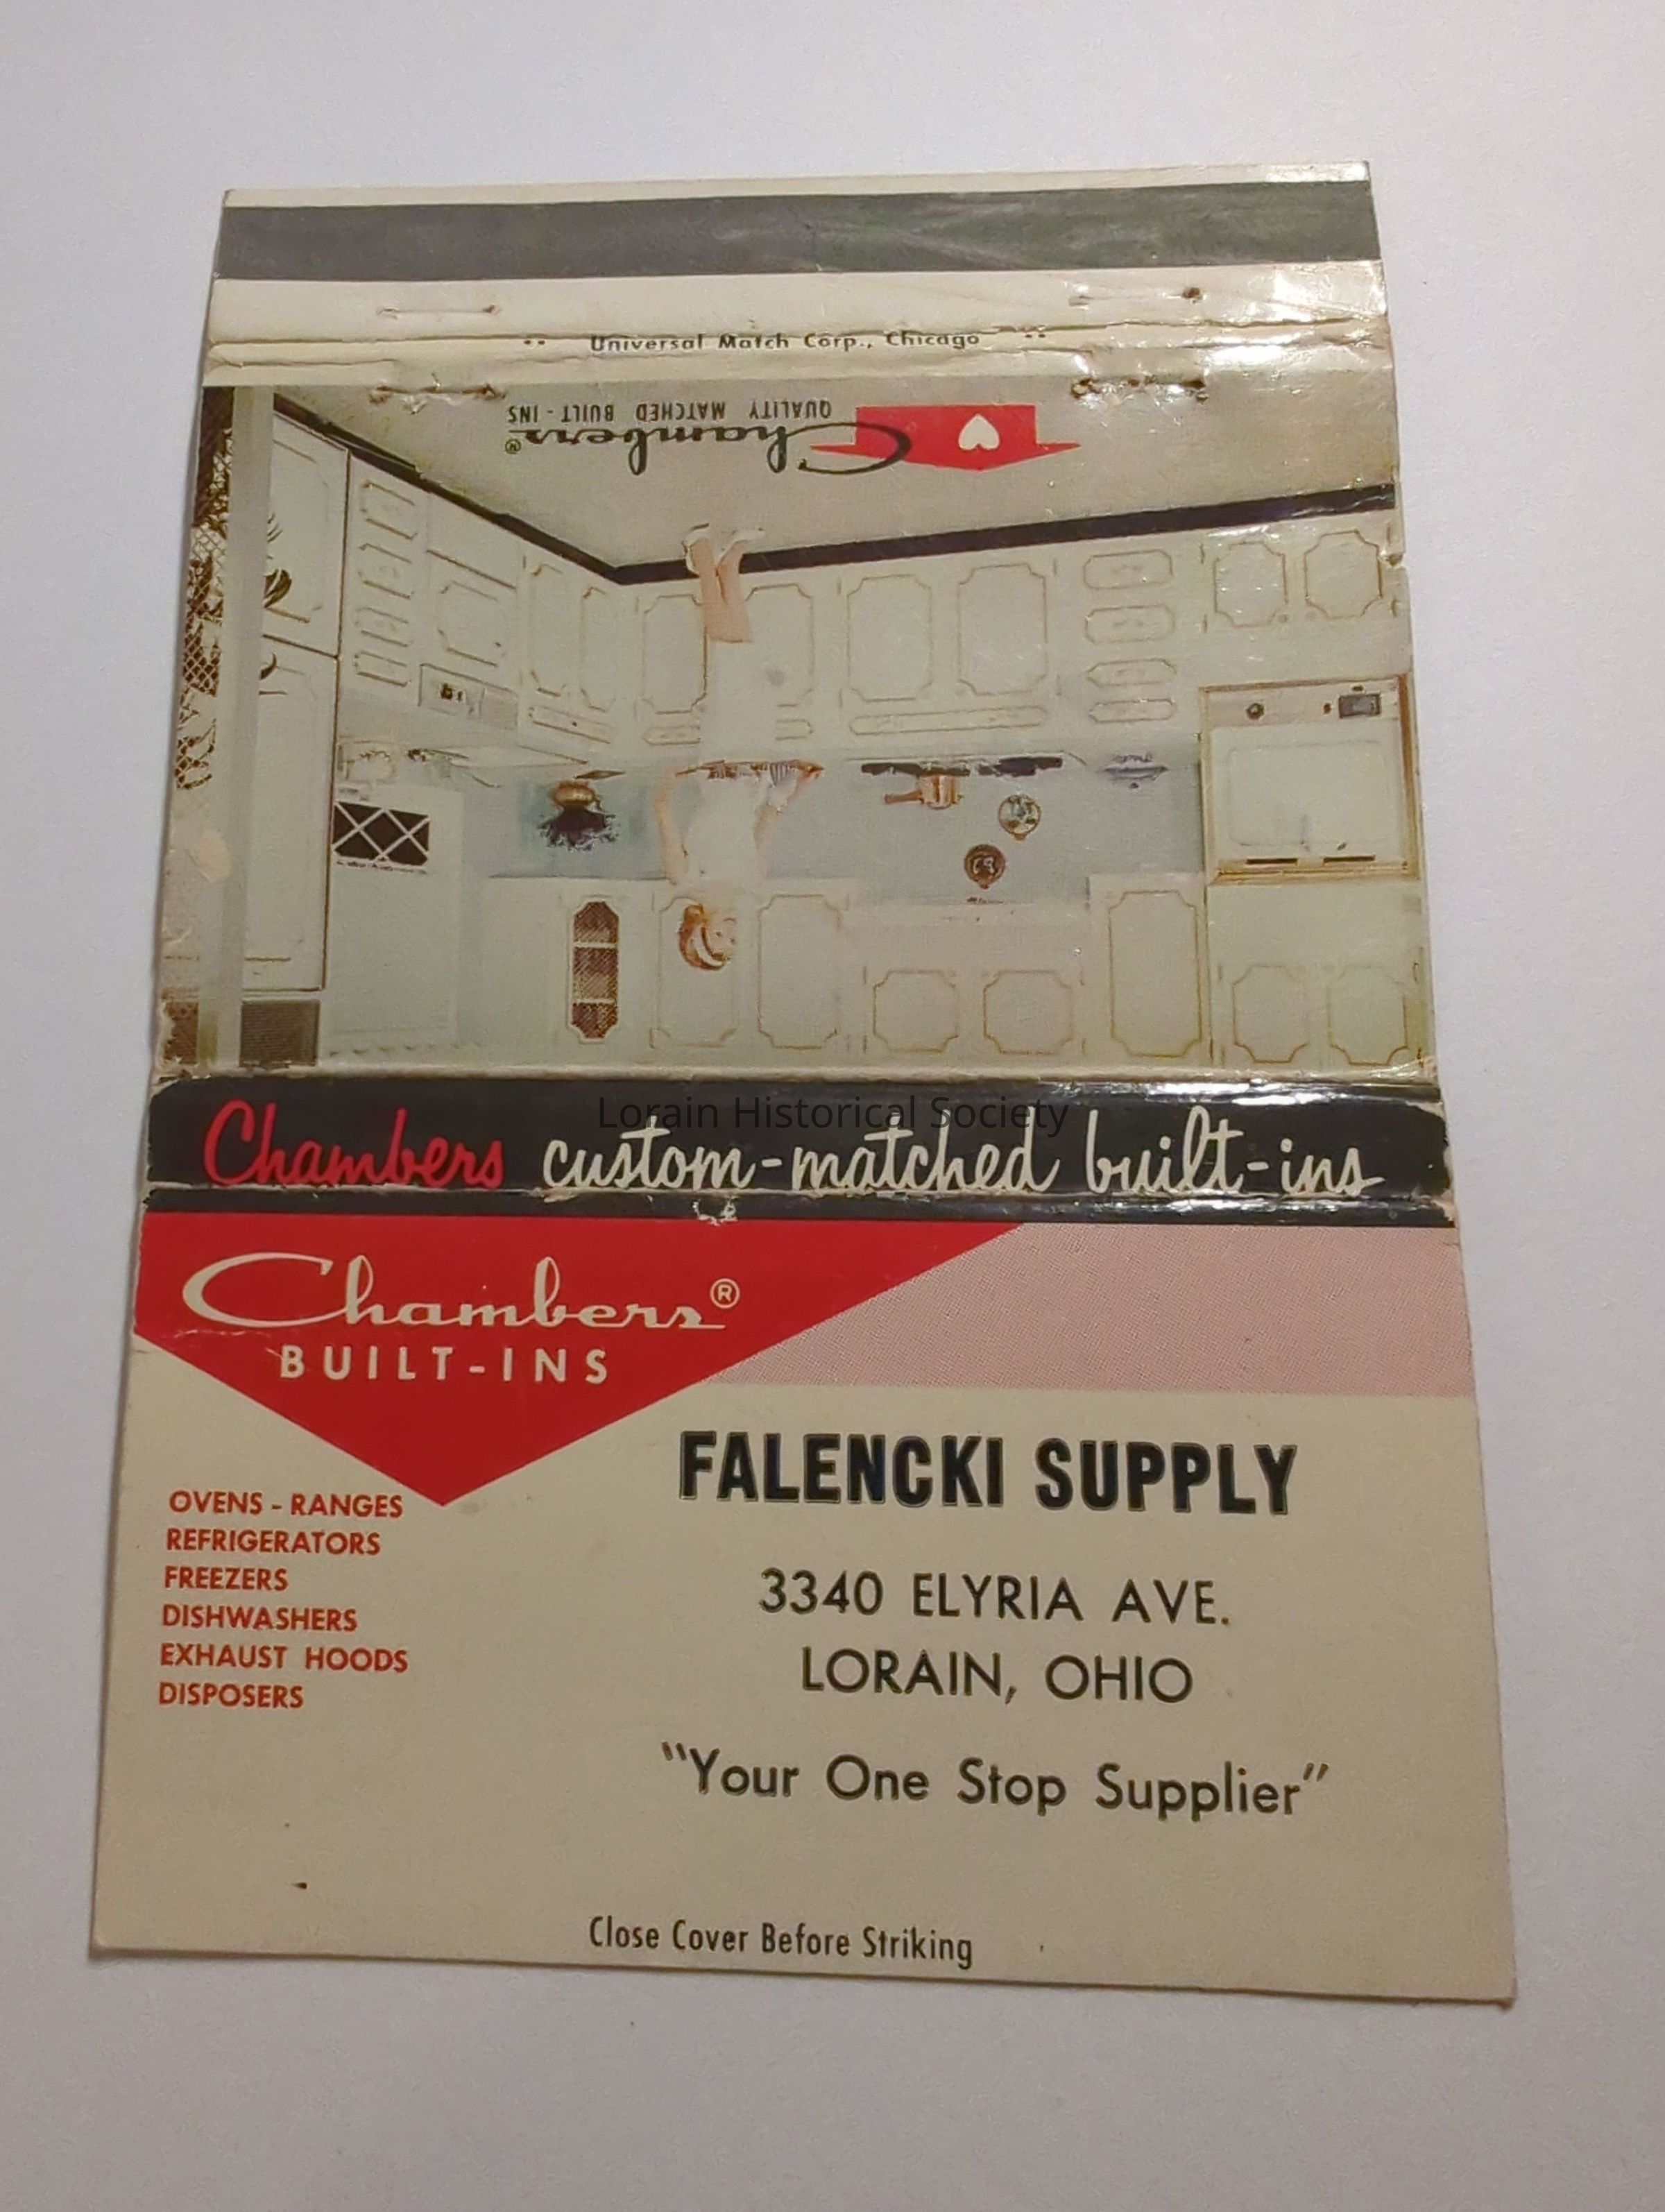 Universal Match Corp., Chicago
Chambers®
QUALITY MATCHED BUILT-INS
Lorain Historical Society
Chambers custom-matched built-ins
Chambers®
BUILT-INS
FALENCKI SUPPLY
3340 ELYRIA AVE.
LORAIN, OHIO
"Your One Stop Supplier"
OVENS - RANGES
REFRIGERATORS
FREEZERS
DISHWASHERS
EXHAUST HOODS
DISPOSERS
Close Cover Before Striking